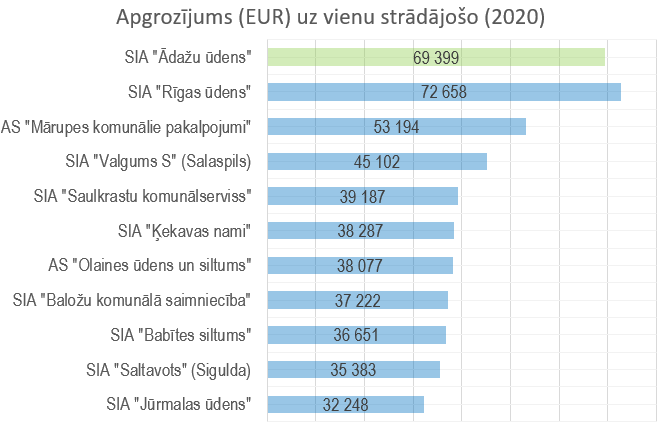 Apgrozījums (EUR) uz vienu strādājošo (2020)
SIA "Ādažu ūdens" 69 399
SIA "Rīgas ūdens" 72 658
AS "Mārupes komunālie pakalpojumi" 53 194
SIA "Valgums S" (Salaspils) 45 102
SIA "Saulkrastu komunālserviss" 39 187
SIA "Ķekavas nami" 38 287
AS "Olaines ūdens un siltums" 38 077
SIA "Baložu komunālā saimniecība" 37 222
SIA "Babītes siltums" 36 651
SIA "Saltavots" (Sigulda) 35 383
SIA "Jūrmalas ūdens" 32 248